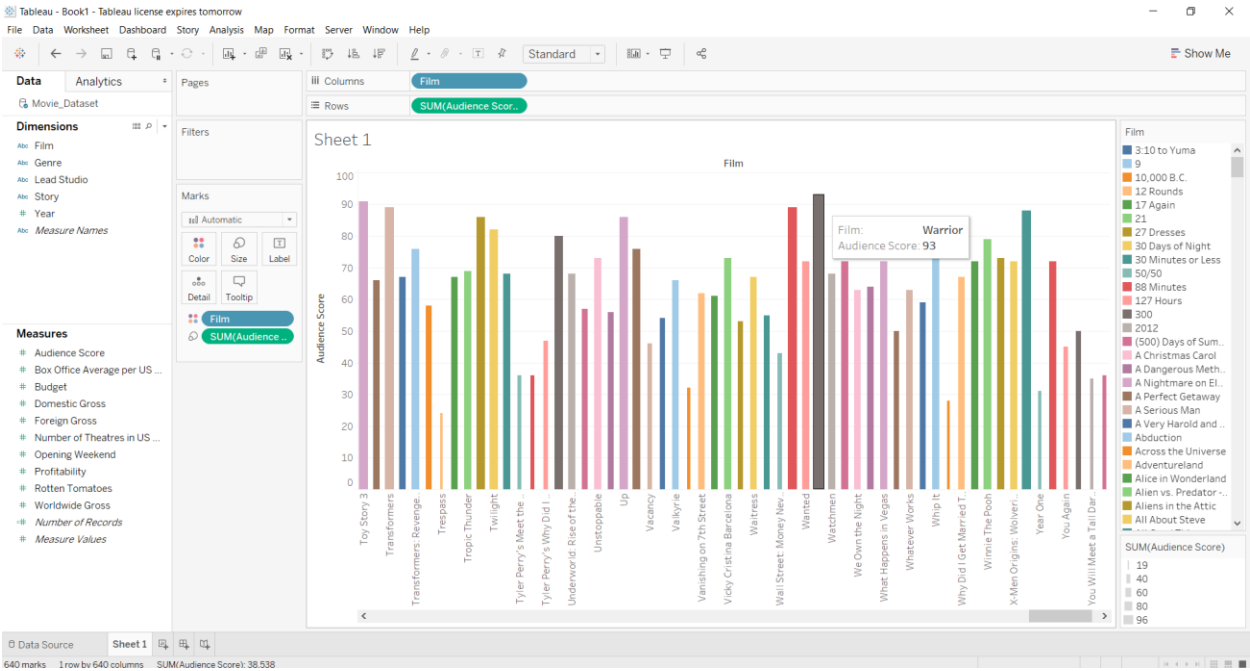 Tableau - Book1 - Tableau license expires tomorrow
File Data Worksheet Dashboard Story Analysis Map Format Server Window Help
Standard
Show Me
Data Analytics
Movie_Dataset
Dimensions
Abc Film
Abc Genre
Abc Lead Studio
Abc Story
# Year
Abc Measure Names
Measures
# Audience Score
# Box Office Average per US ...
# Budget
# Domestic Gross
# Foreign Gross
# Number of Theatres in US ...
# Opening Weekend
# Profitability
# Rotten Tomatoes
# Worldwide Gross
# Number of Records
# Measure Values
Pages
Filters
Marks
Automatic
Color Size Label
Detail Tooltip
Film
SUM(Audience ..
Columns Film
Rows SUM(Audience Scor..
Sheet 1
Film
Audience Score
100
90
80
70
60
50
40
30
20
10
0
Film: Warrior
Audience Score: 93
Toy Story 3
Transformers
Transformers: Revenge..
Trespass
Tropic Thunder
Twilight
Tyler Perry's Meet the ..
Tyler Perry's Why Did I ..
Underworld: Rise of the..
Unstoppable
Up
Vacancy
Valkyrie
Vanishing on 7th Street
Vicky Cristina Barcelona
Waitress
Wall Street: Money Nev..
Wanted
Watchmen
We Own the Night
What Happens in Vegas
Whatever Works
Whip It
Why Did I Get Married T..
Winnie The Pooh
X-Men Origins: Wolveri..
Year One
You Again
You Will Meet a Tall Dar..
Film
3:10 to Yuma
9
10,000 B.C.
12 Rounds
17 Again
21
27 Dresses
30 Days of Night
30 Minutes or Less
50/50
88 Minutes
127 Hours
300
2012
(500) Days of Sum..
A Christmas Carol
A Dangerous Meth..
A Nightmare on El..
A Perfect Getaway
A Serious Man
A Very Harold and ..
Abduction
Across the Universe
Adventureland
Alice in Wonderland
Alien vs. Predator -..
Aliens in the Attic
All About Steve
SUM(Audience Score)
19
40
60
80
96
Data Source Sheet 1
640 marks 1 row by 640 columns SUM(Audience Score): 38,538